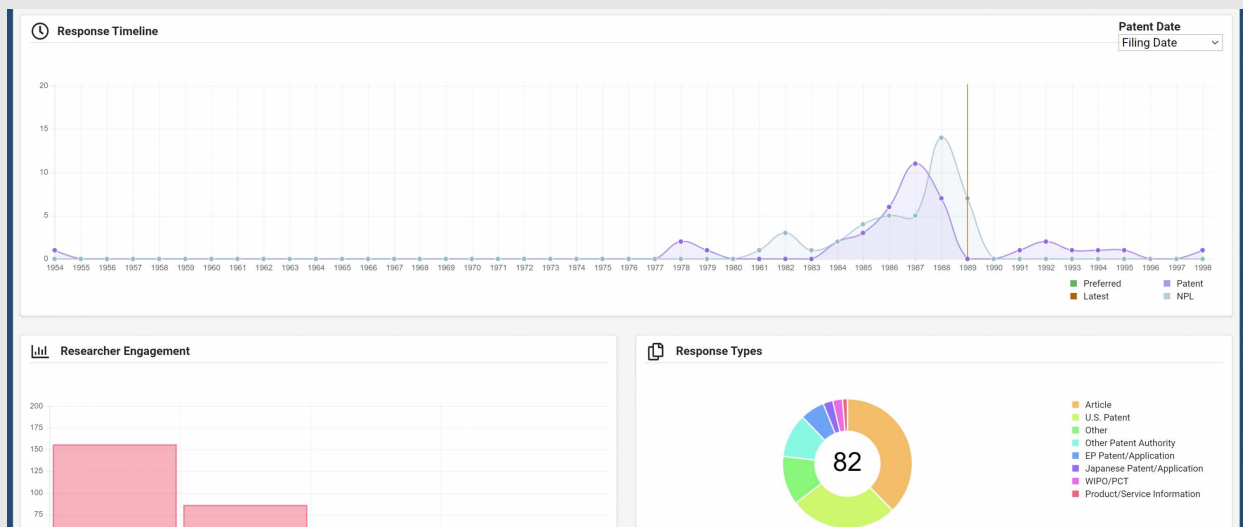 Response Timeline
Patent Date
Filing Date
20
15
10
5
0
1954 1955 1956 1957 1958 1959 1960 1961 1962 1963 1964 1965 1966 1967 1968 1969 1970 1971 1972 1973 1974 1975 1976 1977 1978 1979 1980 1981 1982 1983 1984 1985 1986 1987 1988 1989 1990 1991 1992 1993 1994 1995 1996 1997 1998
Preferred Patent
Latest NPL
Researcher Engagement
200
175
150
125
100
75
Response Types
82
Article
U.S. Patent
Other
Other Patent Authority
EP Patent/Application
Japanese Patent/Application
WIPO/PCT
Product/Service Information